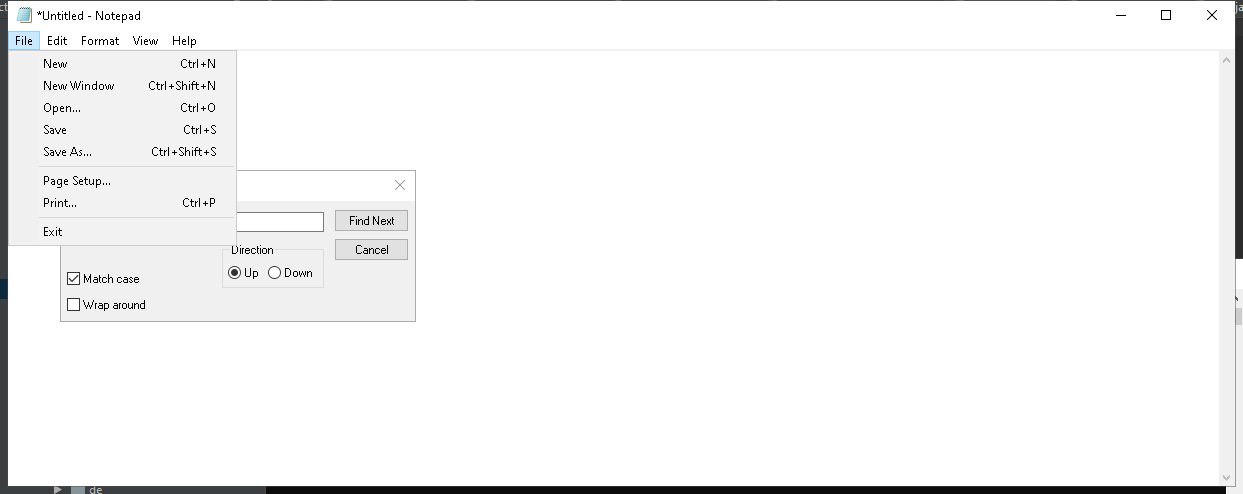 *Untitled - Notepad
File Edit Format View Help
New Ctrl+N
New Window Ctrl+Shift+N
Open... Ctrl+O
Save Ctrl+S
Save As... Ctrl+Shift+S
Page Setup...
Print... Ctrl+P
Exit
Find Next
Cancel
Direction
Up Down
Match case
Wrap around
de